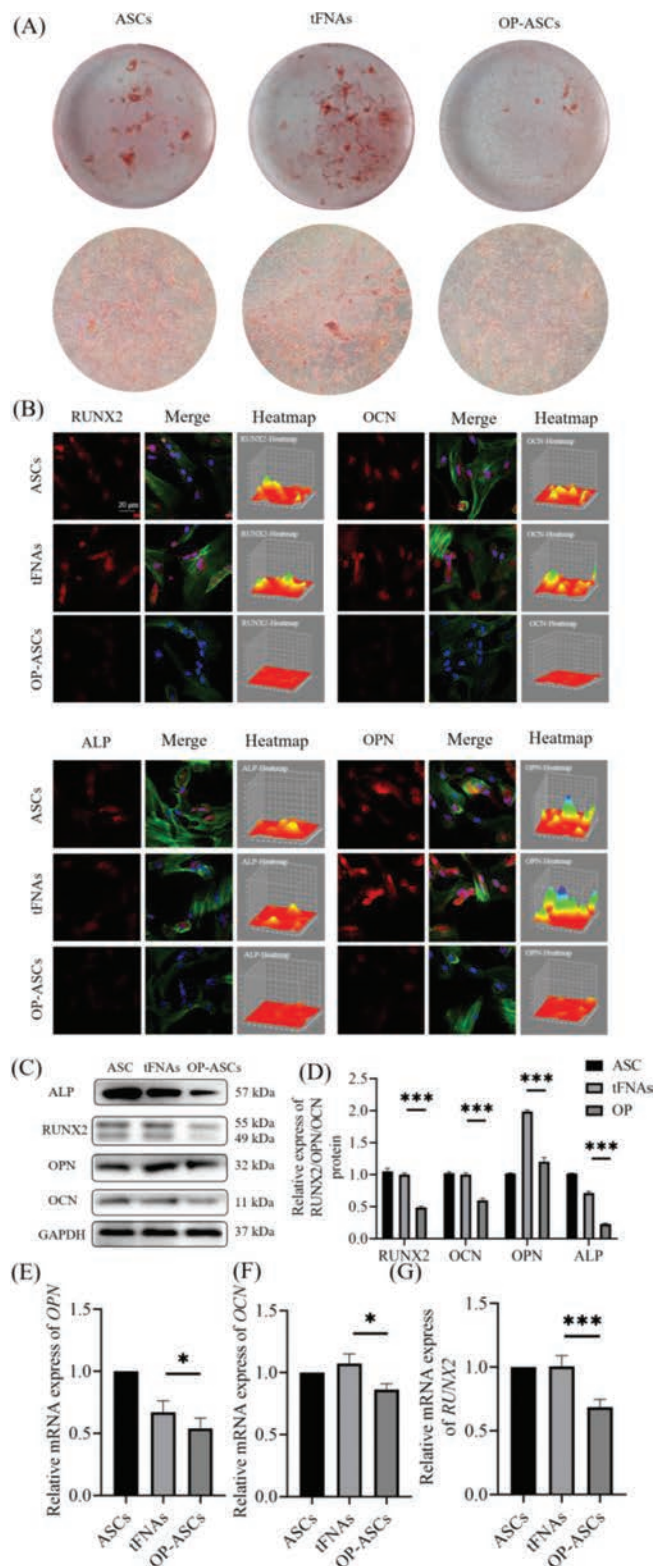 (A)
ASCs tFNAs OP-ASCs
(B)
RUNX2 Merge Heatmap OCN Merge Heatmap
ASCs
RUNX2-Heatmap
OCN-Heatmap
20 μm
tFNAs
RUNX2-Heatmap
OCN-Heatmap
OP-ASCs
RUNX2-Heatmap
OCN-Heatmap
ALP Merge Heatmap OPN Merge Heatmap
ASCs
ALP-Heatmap
OPN-Heatmap
tFNAs
ALP-Heatmap
OPN-Heatmap
OP-ASCs
ALP-Heatmap
OPN-Heatmap
(C)
ASC tFNAs OP-ASCs
ALP 57 kDa
RUNX2 55 kDa
49 kDa
OPN 32 kDa
OCN 11 kDa
GAPDH 37 kDa
(D)
Relative express of
RUNX2/OPN/OCN
protein
2.0
1.5
1.0
0.5
0.0
*** *** *** ***
RUNX2 OCN OPN ALP
ASC
tFNAs
OP
(E)
Relative mRNA express of OPN
1.5
1.0
0.5
0.0
*
ASCs tFNAs OP-ASCs
(F)
Relative mRNA express of OCN
1.5
1.0
0.5
0.0
*
ASCs tFNAs OP-ASCs
(G)
Relative mRNA express
of RUNX2
1.5
1.0
0.5
0.0
***
ASCs tFNAs OP-ASCs